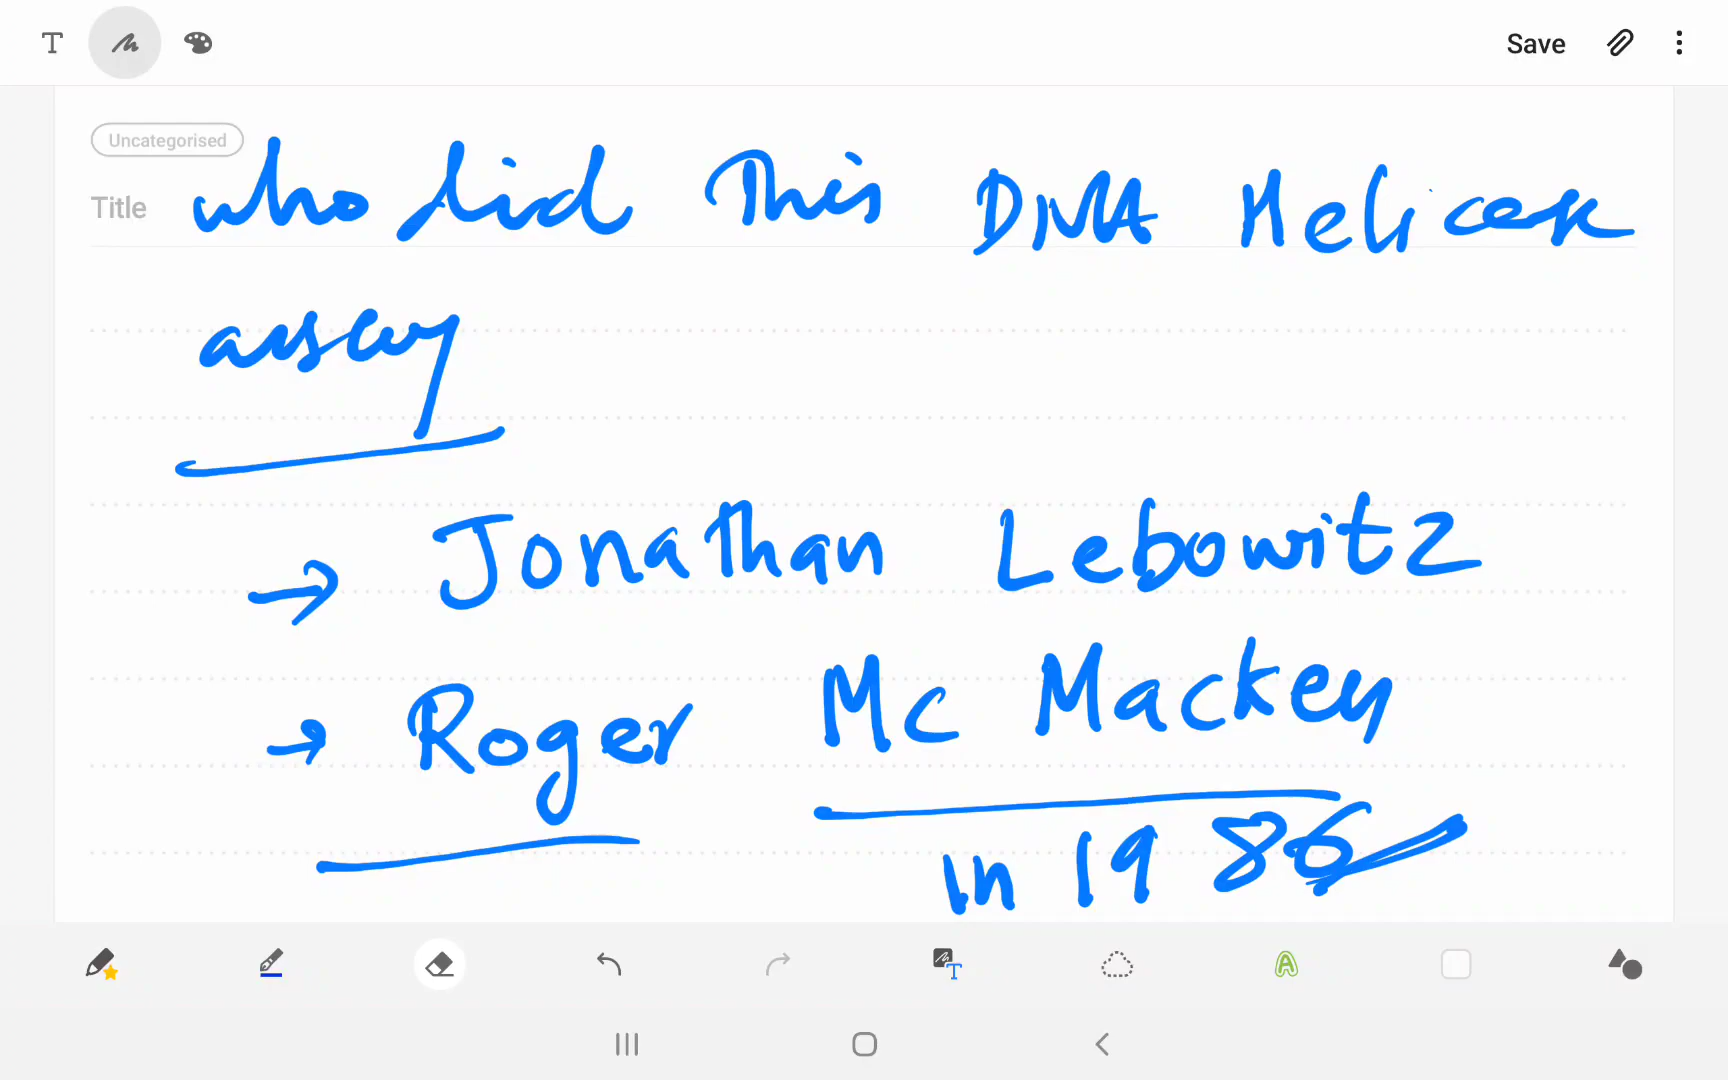 Save
Uncategorised
Title
who did This DNA Helicase
assay
→ Jonathan Lebowitz
→ Roger Mc Mackey
in 1986